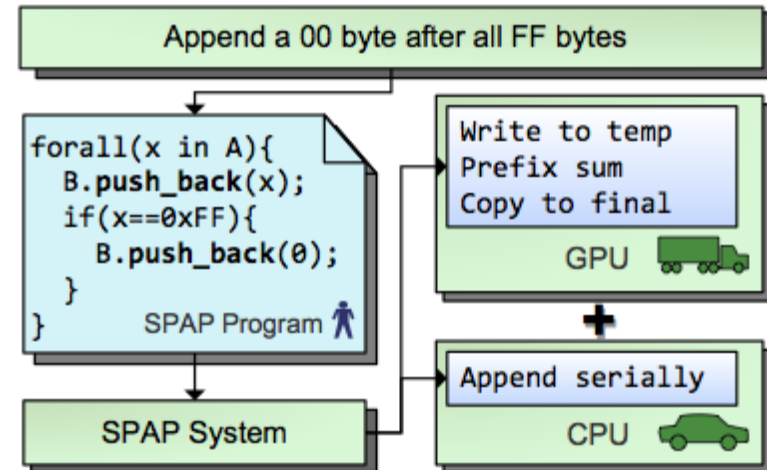 Append a 00 byte after all FF bytes
forall(x in A){
B.push_back(x);
if(x==0xFF){
B.push_back(0);
}
}
SPAP Program
SPAP System
Write to temp
Prefix sum
Copy to final
GPU
+
Append serially
CPU